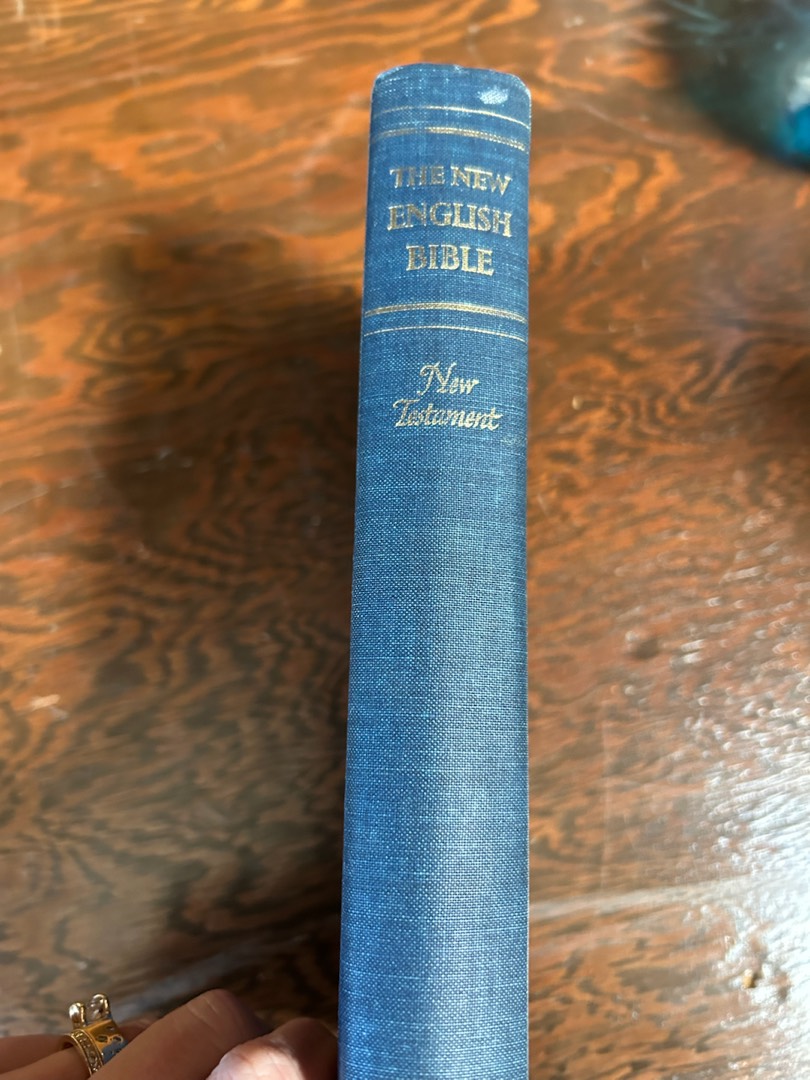 THE NEW
ENGLISH
BIBLE
New
Testament